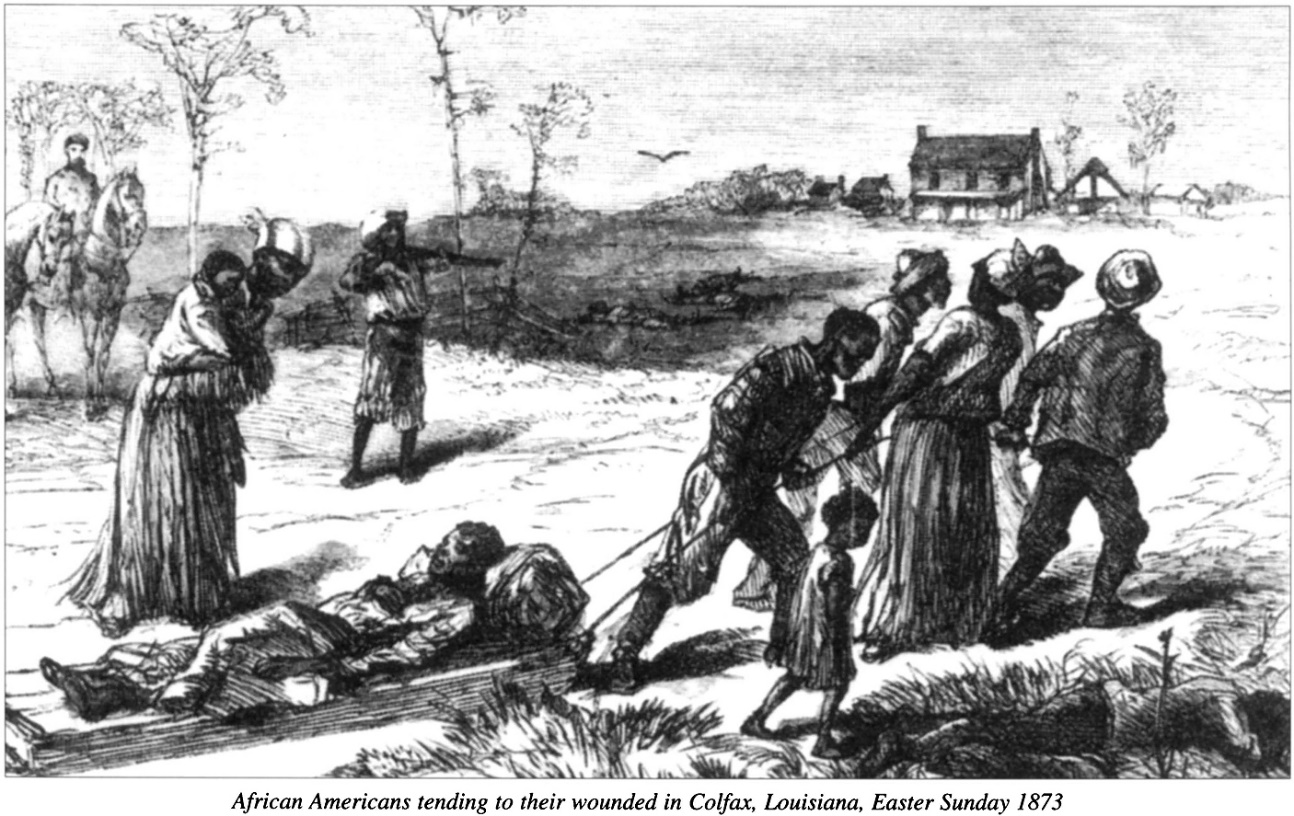 African Americans tending to their wounded in Colfax, Louisiana, Easter Sunday 1873